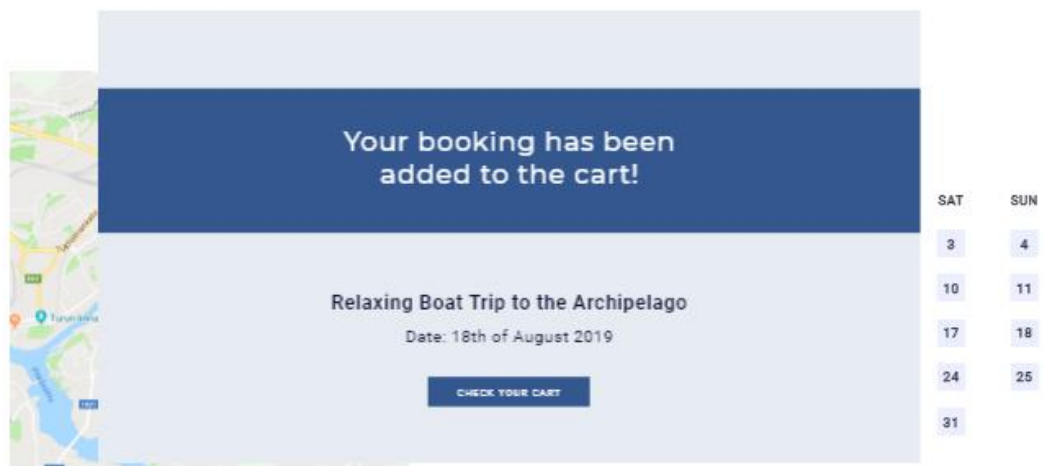 Your booking has been
added to the cart!
Relaxing Boat Trip to the Archipelago
Date: 18th of August 2019
CHECK YOUR CART
SAT SUN
3 4
10 11
17 18
24 25
31